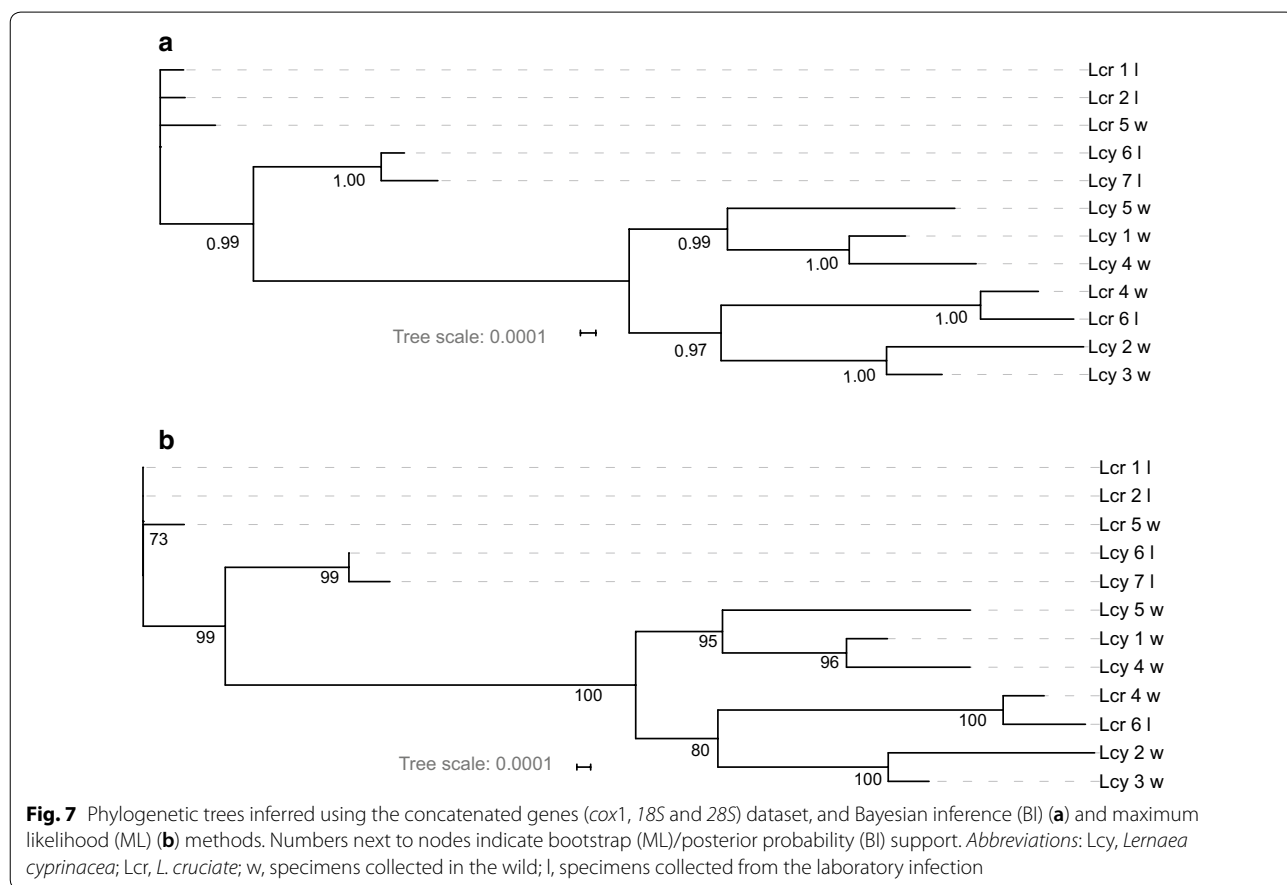 a
Lcr 1 l
Lcr 2 l
Lcr 5 w
Lcy 6 l
1.00
Lcy 7 l
Lcy 5 w
0.99
0.99
Lcy 1 w
1.00
Lcy 4 w
Lcr 4 w
1.00
Lcr 6 l
Tree scale: 0.0001
0.97
Lcy 2 w
1.00
Lcy 3 w
b
Lcr 1 l
Lcr 2 l
Lcr 5 w
73
Lcy 6 l
99
Lcy 7 l
Lcy 5 w
99
95
Lcy 1 w
96
Lcy 4 w
100
Lcr 4 w
100
Lcr 6 l
80
Lcy 2 w
Tree scale: 0.0001
100
Lcy 3 w
Fig. 7 Phylogenetic trees inferred using the concatenated genes (cox1, 18S and 28S) dataset, and Bayesian inference (BI) (a) and maximum
likelihood (ML) (b) methods. Numbers next to nodes indicate bootstrap (ML)/posterior probability (BI) support. Abbreviations: Lcy, Lernaea
cyprinacea; Lcr, L. cruciate; w, specimens collected in the wild; l, specimens collected from the laboratory infection